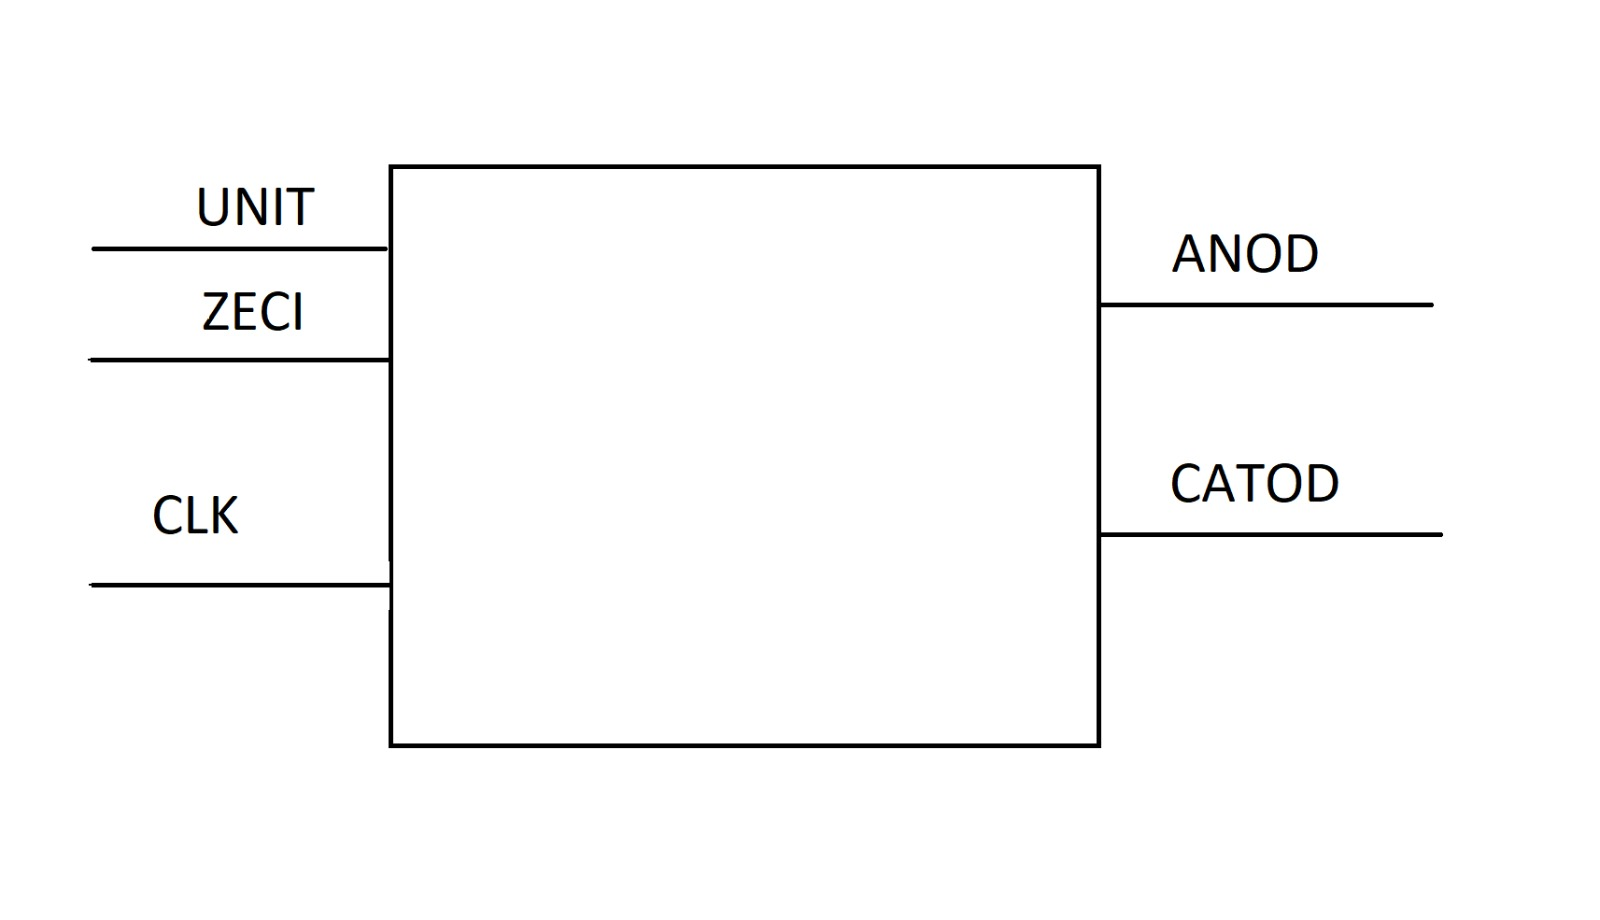 UNIT
ZECI
CLK
ANOD
CATOD